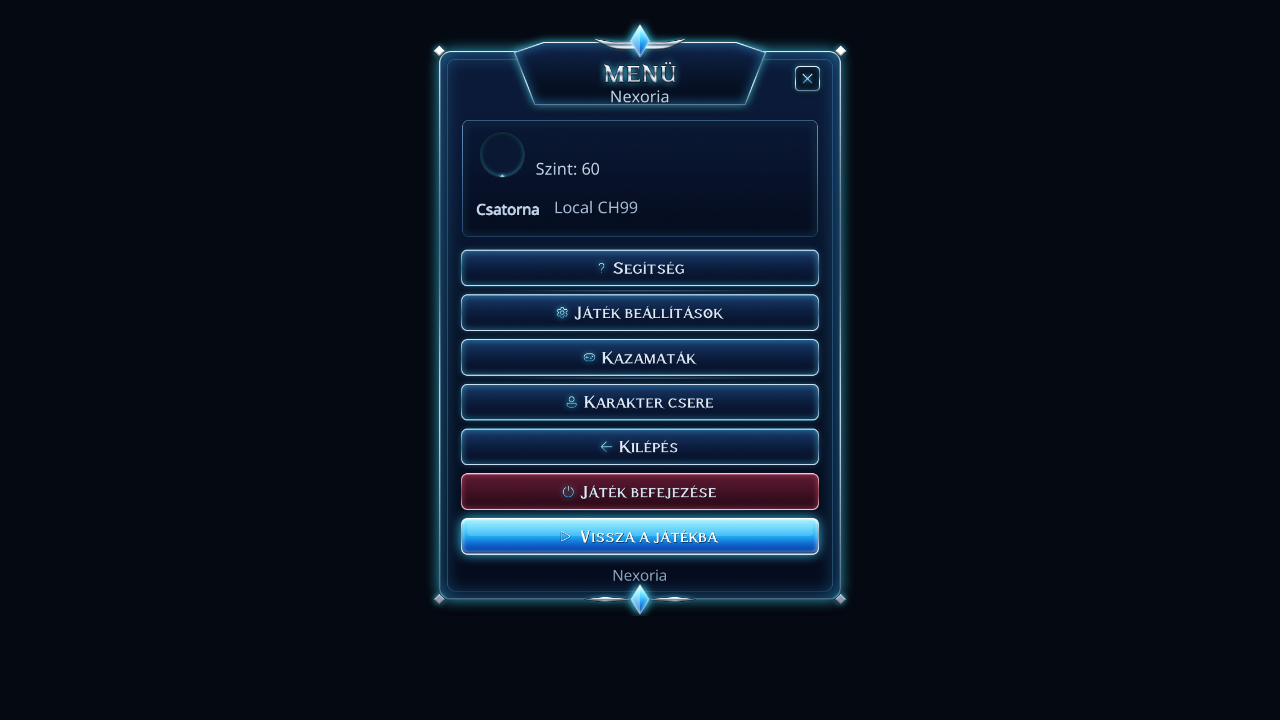 MENÜ
Nexoria
Szint: 60
Csatorna Local CH99
? Segítség
Játék beállítások
Kazamaták
Karakter csere
Kilépés
Játék befejezése
Vissza a játékba
Nexoria